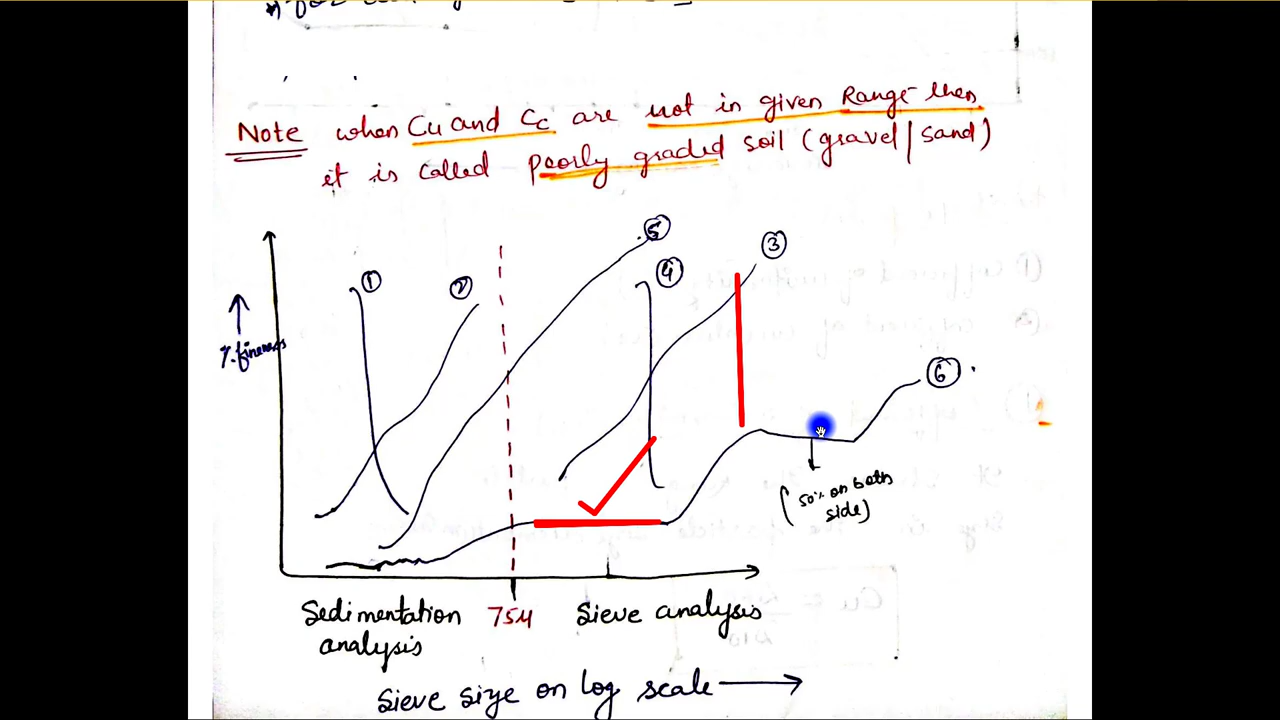 Note when Cu and Cc are not in given Range then
it is called poorly graded soil (gravel/sand)
① ② 5 ④ ③ ⑥
%fineness
(50% on both
side)
Sedimentation 75μ Sieve analysis
analysis
Sieve size on log scale